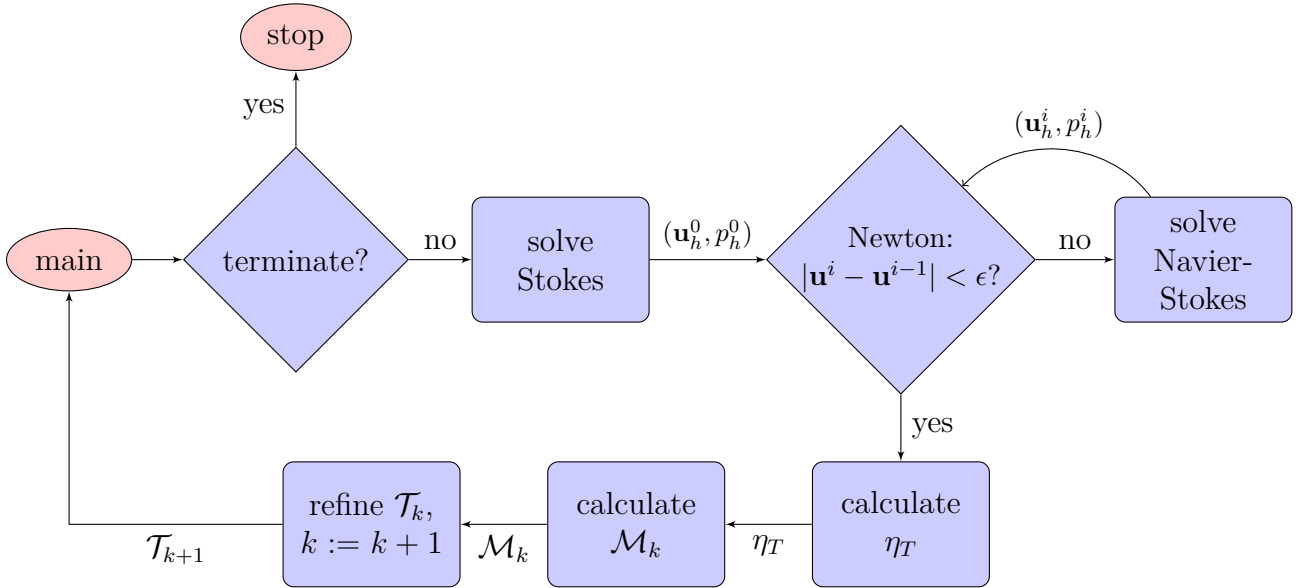 stop
yes
main
terminate?
no
solve
Stokes
(𝐮_h^0, p_h^0)
Newton:
|𝐮^i − 𝐮^{i−1}| < ϵ?
(𝐮_h^i, p_h^i)
no
solve
Navier-
Stokes
yes
calculate
η_T
η_T
calculate
ℳ_k
ℳ_k
refine 𝒯_k,
k := k + 1
𝒯_{k+1}